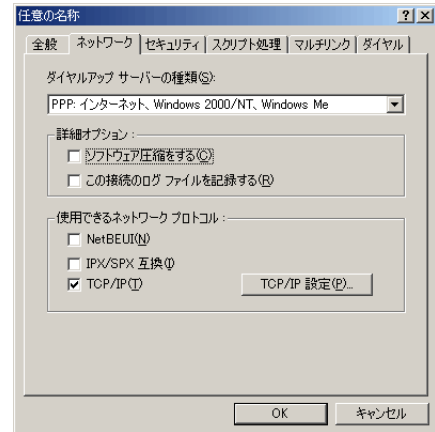 任意の名称
全般 ネットワーク セキュリティ スクリプト処理 マルチリンク ダイヤル
ダイヤルアップ サーバーの種類(S):
PPP: インターネット、Windows 2000/NT、Windows Me
詳細オプション :
ソフトウェア圧縮をする(C)
この接続のログ ファイルを記録する(R)
使用できるネットワーク プロトコル :
NetBEUI(N)
IPX/SPX 互換(I)
TCP/IP(T) TCP/IP 設定(P)...
OK キャンセル